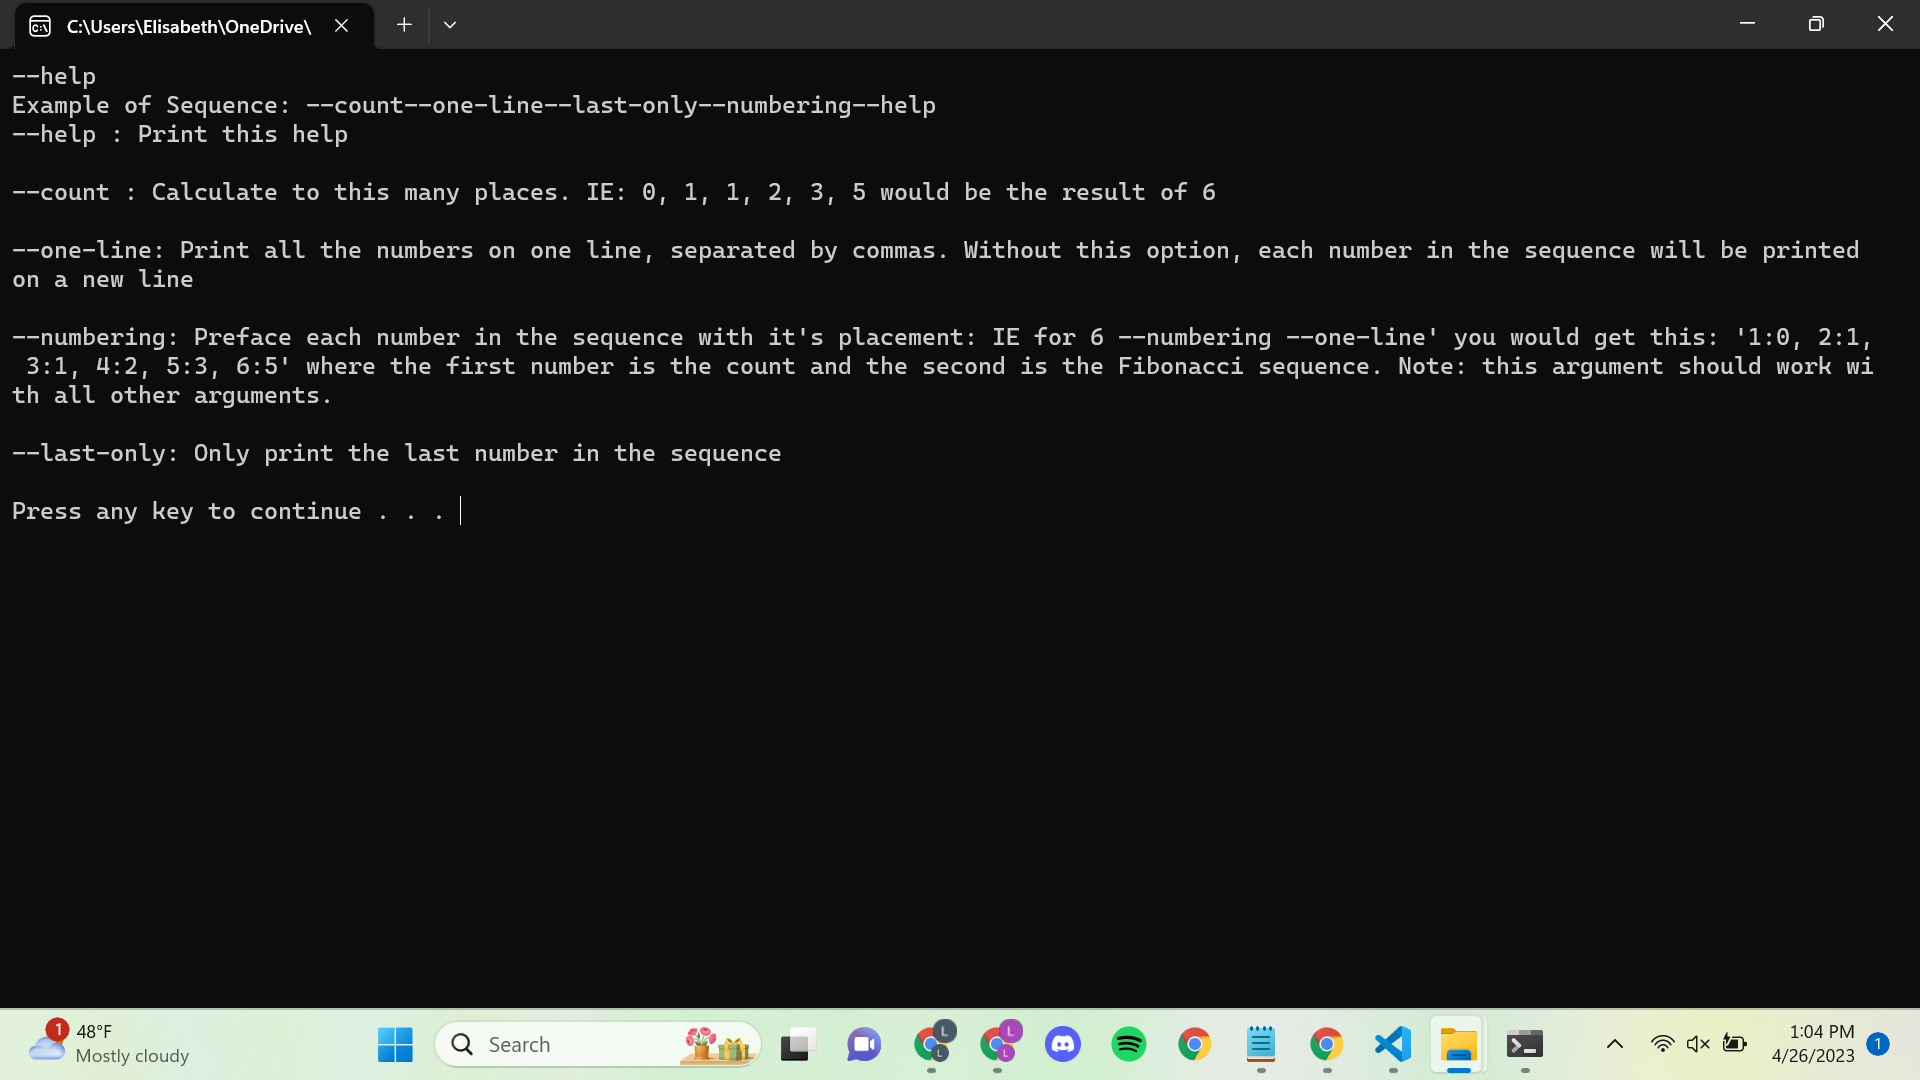 C:\Users\Elisabeth\OneDrive\
--help
Example of Sequence: --count--one-line--last-only--numbering--help
--help : Print this help
--count : Calculate to this many places. IE: 0, 1, 1, 2, 3, 5 would be the result of 6
--one-line: Print all the numbers on one line, separated by commas. Without this option, each number in the sequence will be printed
on a new line
--numbering: Preface each number in the sequence with it's placement: IE for 6 --numbering --one-line' you would get this: '1:0, 2:1,
3:1, 4:2, 5:3, 6:5' where the first number is the count and the second is the Fibonacci sequence. Note: this argument should work wi
th all other arguments.
--last-only: Only print the last number in the sequence
Press any key to continue . . .
1
48°F
Mostly cloudy
Search
L
L
L
L
1:04 PM
4/26/2023
1